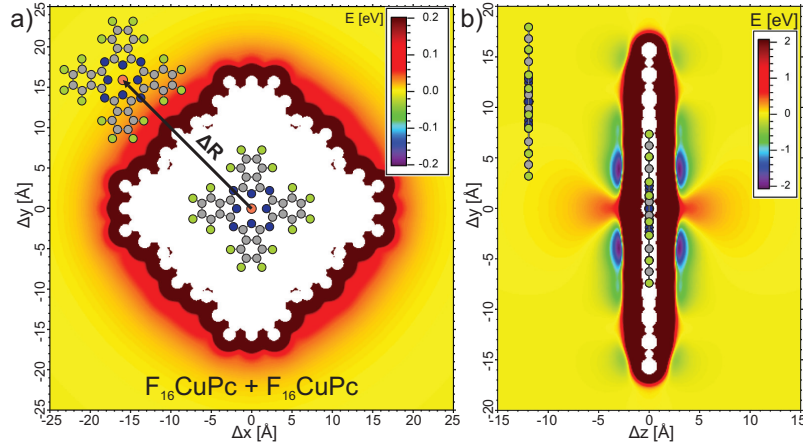 a)
E [eV]
0.2
0.1
0.0
-0.1
-0.2
25
20
15
10
5
0
-5
-10
-15
-20
-25
Δy [Å]
ΔR
F₁₆CuPc + F₁₆CuPc
-25 -20 -15 -10 -5 0 5 10 15 20 25
Δx [Å]
b)
E [eV]
2
1
0
-1
-2
20
15
10
5
0
-5
-10
-15
-20
Δy [Å]
-10 -5 0 5 10 15
Δz [Å]